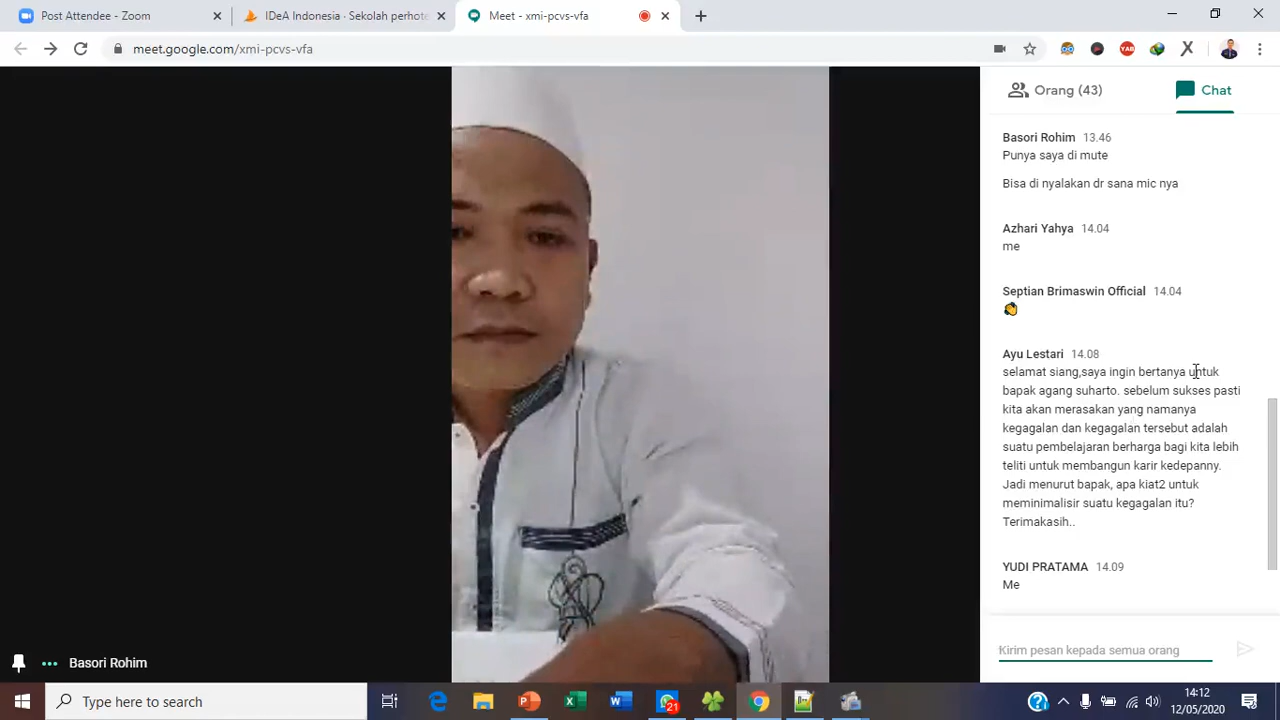 Post Attendee - Zoom
IDeA Indonesia · Sekolah perhote
Meet - xmi-pcvs-vfa
meet.google.com/xmi-pcvs-vfa
YAB
Orang (43)
Chat
Basori Rohim 13.46
Punya saya di mute
Bisa di nyalakan dr sana mic nya
Azhari Yahya 14.04
me
Septian Brimaswin Official 14.04
Ayu Lestari 14.08
selamat siang,saya ingin bertanya untuk
bapak agang suharto. sebelum sukses pasti
kita akan merasakan yang namanya
kegagalan dan kegagalan tersebut adalah
suatu pembelajaran berharga bagi kita lebih
teliti untuk membangun karir kedepanny.
Jadi menurut bapak, apa kiat2 untuk
meminimalisir suatu kegagalan itu?
Terimakasih..
YUDI PRATAMA 14.09
Me
Kirim pesan kepada semua orang
Basori Rohim
Type here to search
21
14:12
12/05/2020